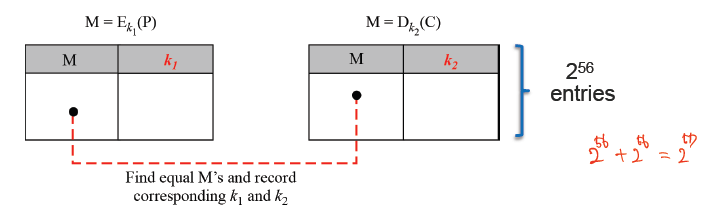 M = E_{k_1}(P)
M = D_{k_2}(C)
M k_1
M k_2
2^{56}
entries
2^{56} + 2^{56} = 2^{57}
Find equal M's and record
corresponding k_1 and k_2